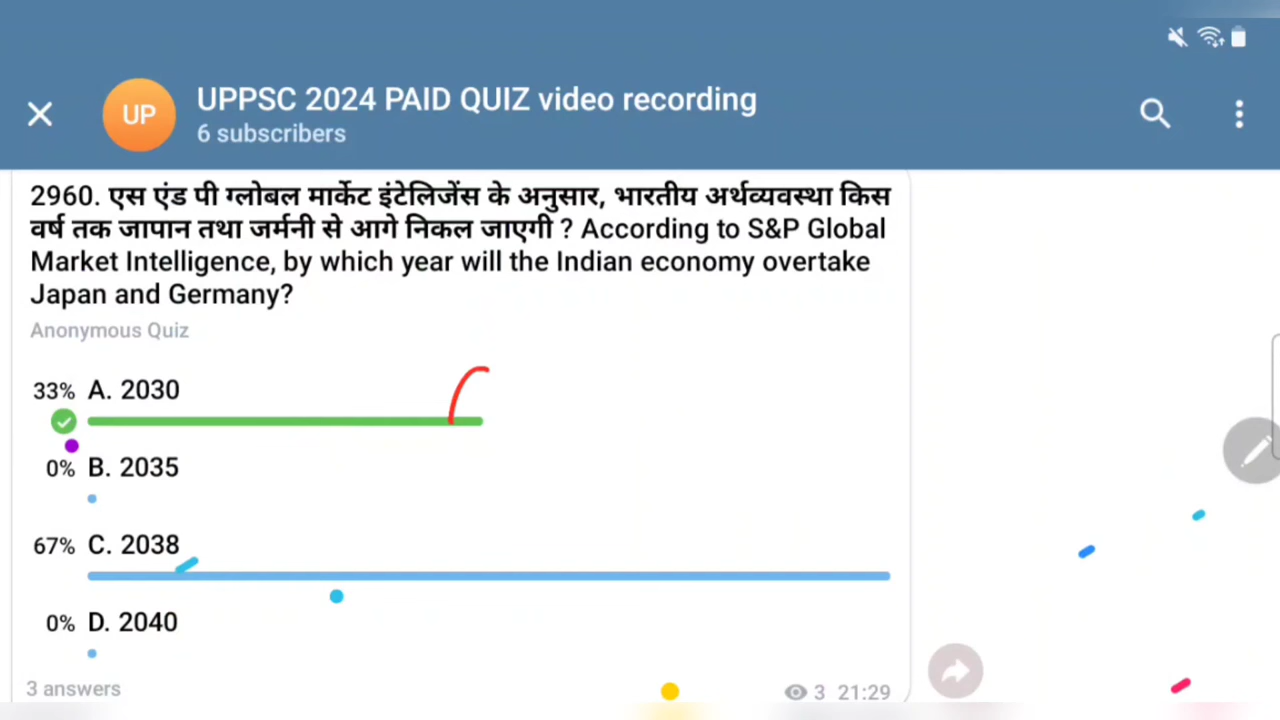 UP
UPPSC 2024 PAID QUIZ video recording
6 subscribers
2960. एस एंड पी ग्लोबल मार्केट इंटेलिजेंस के अनुसार, भारतीय अर्थव्यवस्था किस
वर्ष तक जापान तथा जर्मनी से आगे निकल जाएगी ? According to S&P Global
Market Intelligence, by which year will the Indian economy overtake
Japan and Germany?
Anonymous Quiz
33% A. 2030
0% B. 2035
67% C. 2038
0% D. 2040
3 answers
3 21:29